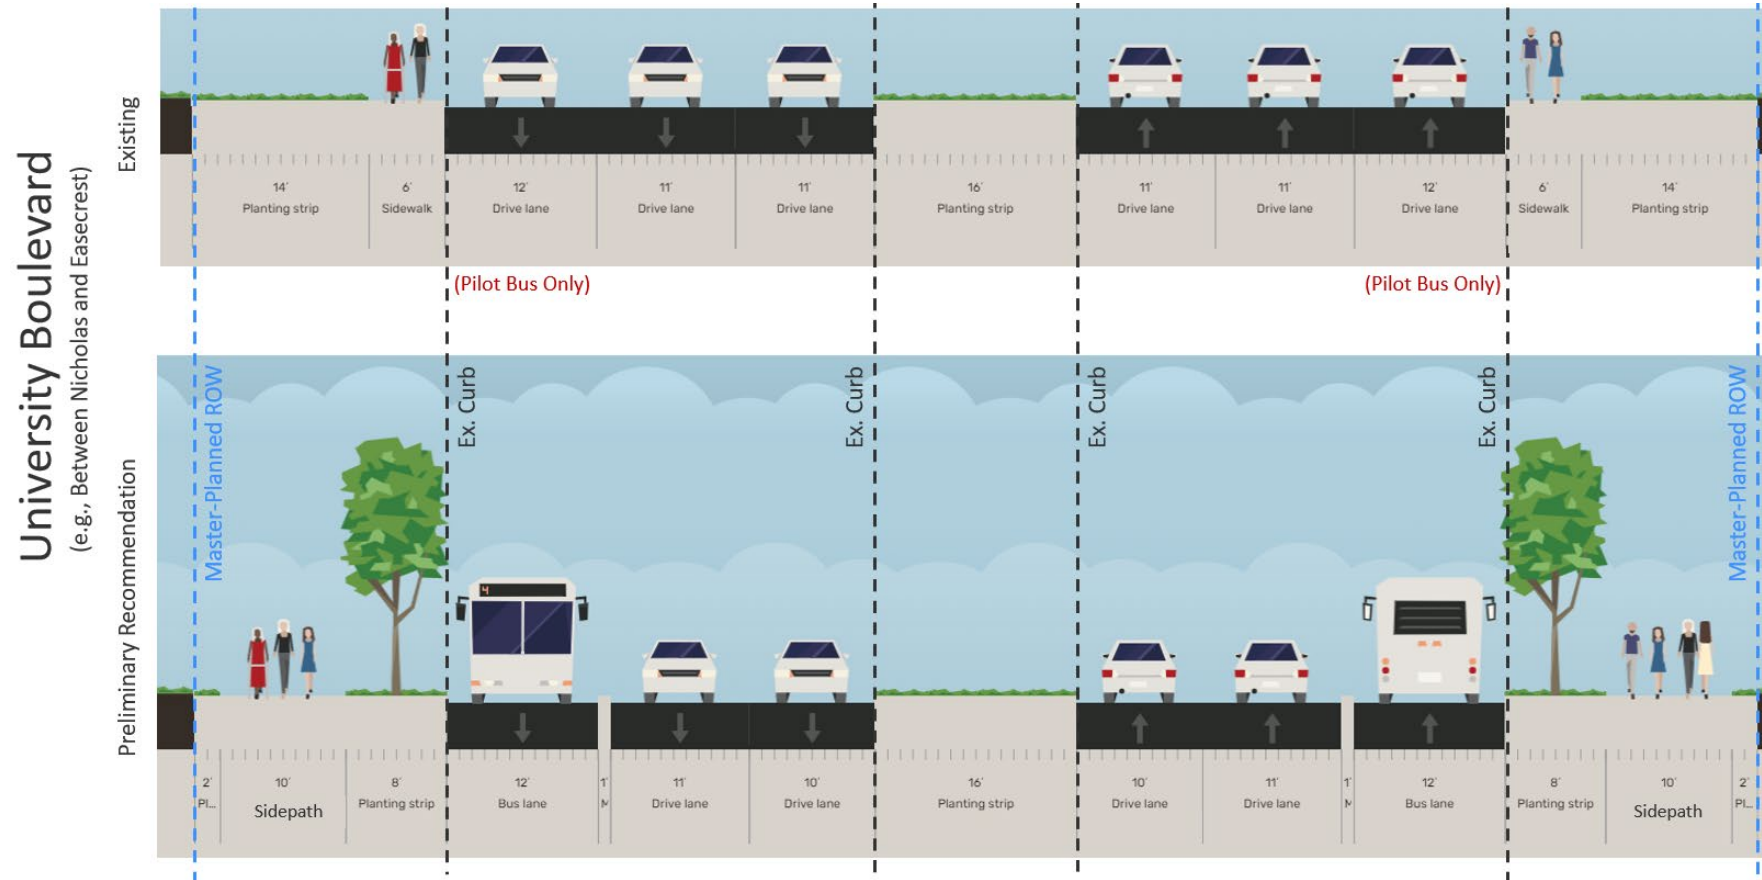 University Boulevard
(e.g., Between Nicholas and Easecrest)
Existing
14'
Planting strip
6'
Sidewalk
12'
Drive lane
11'
Drive lane
11'
Drive lane
16'
Planting strip
11'
Drive lane
11'
Drive lane
12'
Drive lane
6'
Sidewalk
14'
Planting strip
(Pilot Bus Only)
(Pilot Bus Only)
Preliminary Recommendation
Master-Planned ROW
Ex. Curb
Ex. Curb
Ex. Curb
Ex. Curb
Master-Planned ROW
4
2'
Pl...
10'
Sidepath
8'
Planting strip
12'
Bus lane
1'
M
11'
Drive lane
10'
Drive lane
16'
Planting strip
10'
Drive lane
11'
Drive lane
1'
M
12'
Bus lane
8'
Planting strip
10'
Sidepath
2'
Pl...